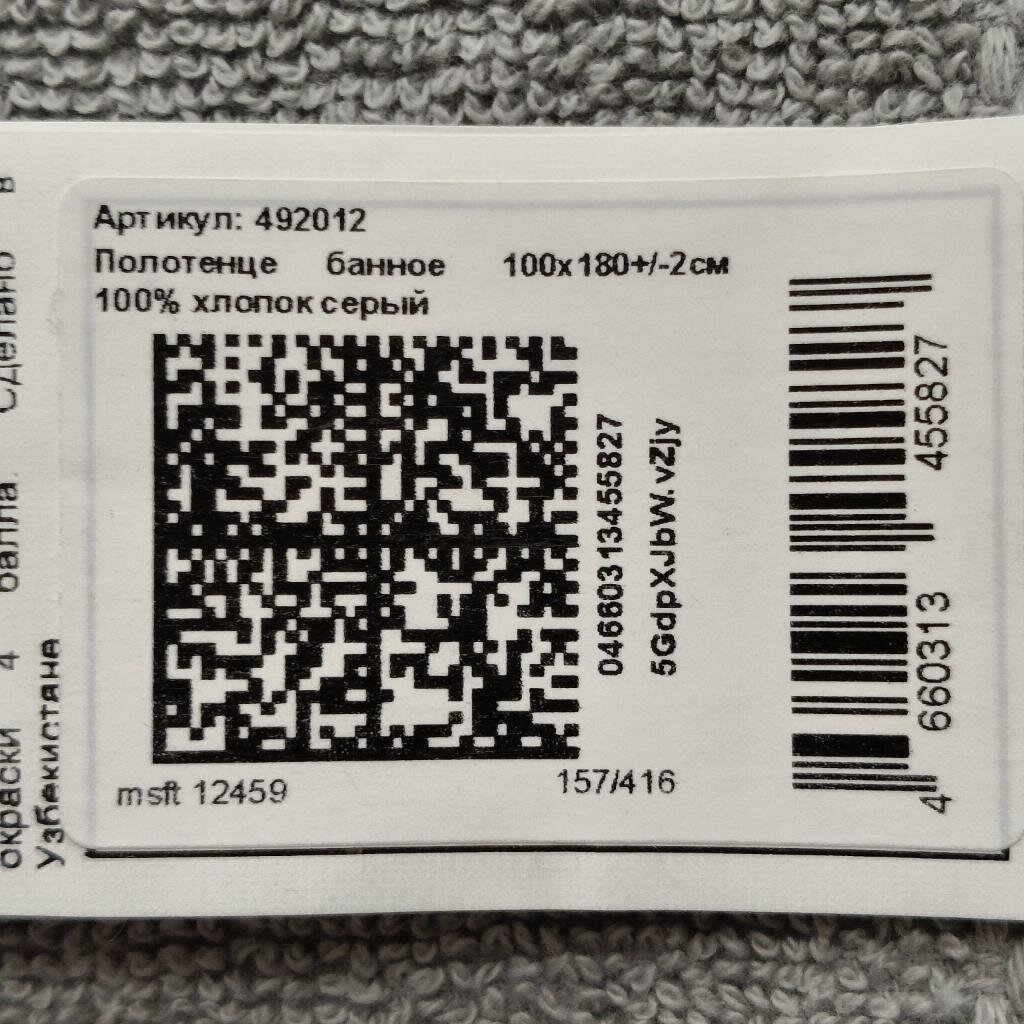 Артикул: 492012
Полотенце банное 100x180+/-2см
100% хлопок серый
04660313455827
5GdpXJbW.vZjy
msft 12459
157/416
4 660313 455827
окраски 4 балла. Сделано в
Узбекистане